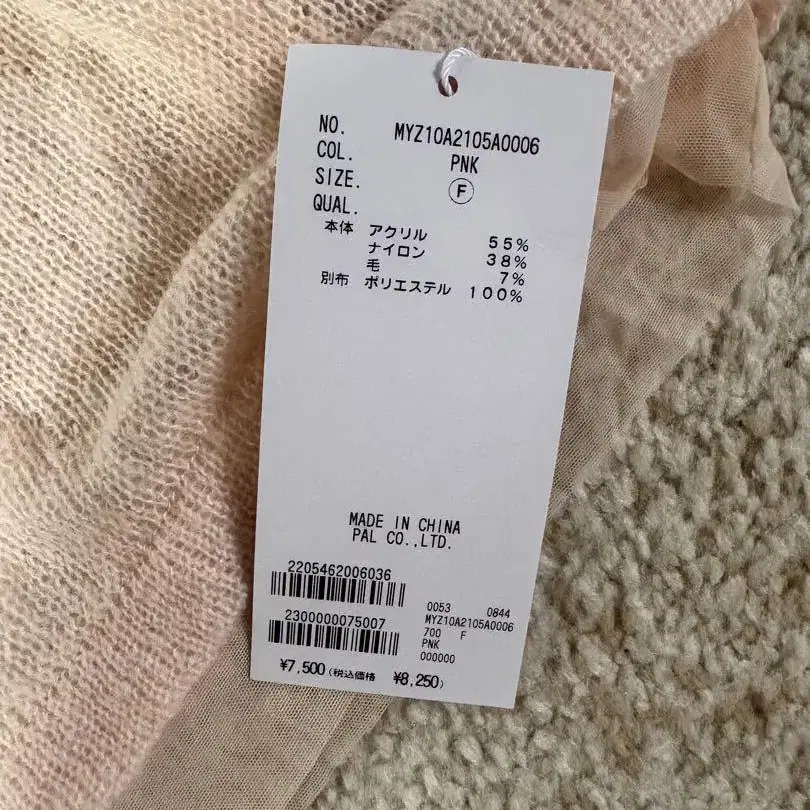 NO. MYZ10A2105A0006
COL. PNK
SIZE. F
QUAL.
本体 アクリル 55%
ナイロン 38%
毛 7%
別布 ポリエステル 100%
MADE IN CHINA
PAL CO.,LTD.
2205462006036
2300000075007
0053 0844
MYZ10A2105A0006
700 F
PNK
000000
¥7,500(税込価格 ¥8,250)